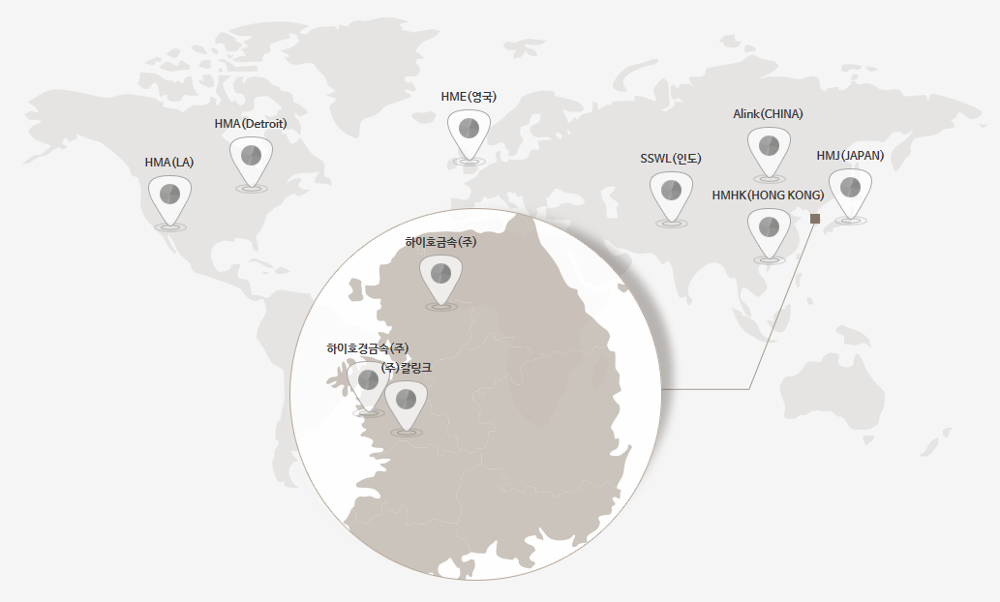 HME(영국)
Alink(CHINA)
HMA(Detroit)
HMJ(JAPAN)
SSWL(인도)
HMA(LA)
HMHK(HONG KONG)
하이호금속(주)
하이호경금속(주)
(주)칼링크